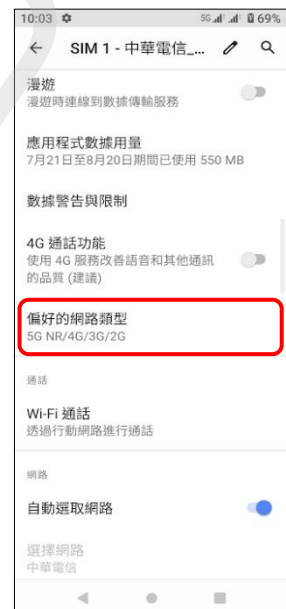 10:03 5G 69%
SIM 1 - 中華電信_...
漫遊
漫遊時連線到數據傳輸服務
應用程式數據用量
7月21日至8月20日期間已使用 550 MB
數據警告與限制
4G 通話功能
使用 4G 服務改善語音和其他通訊
的品質 (建議)
偏好的網路類型
5G NR/4G/3G/2G
通話
Wi-Fi 通話
透過行動網路進行通話
網路
自動選取網路
選擇網路
中華電信